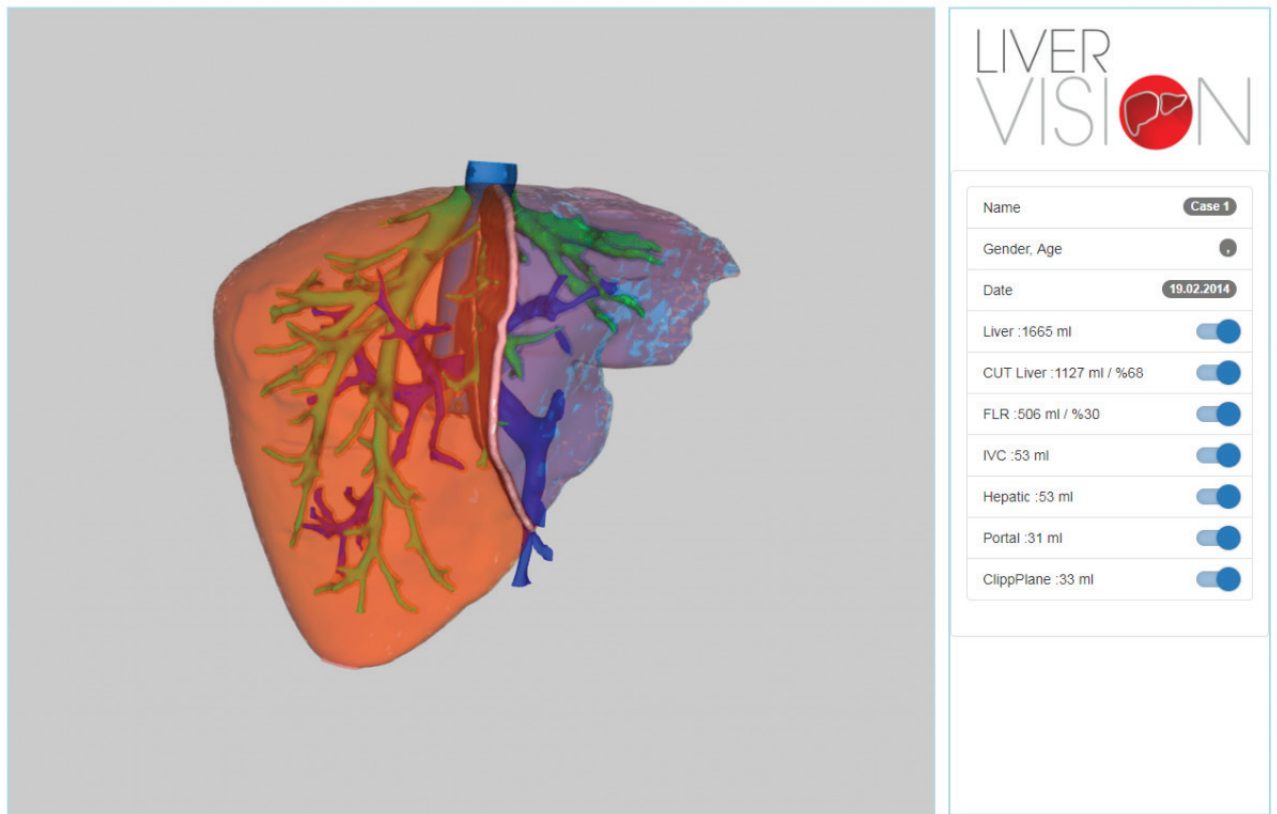 LIVER
VISION
Name Case 1
Gender, Age ,
Date 19.02.2014
Liver :1665 ml
CUT Liver :1127 ml / %68
FLR :506 ml / %30
IVC :53 ml
Hepatic :53 ml
Portal :31 ml
ClippPlane :33 ml